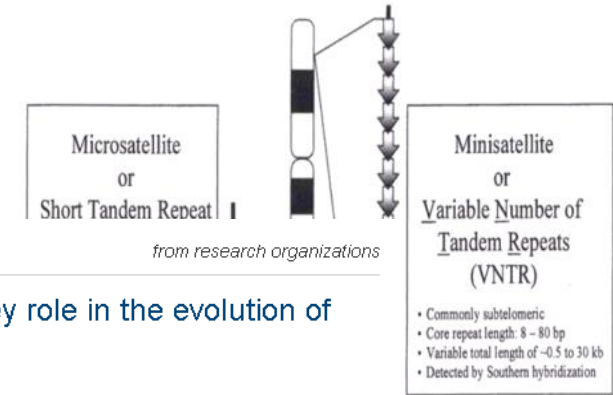 Microsatellite
or
Short Tandem Repeat
from research organizations
y role in the evolution of
Minisatellite
or
Variable Number of
Tandem Repeats
(VNTR)
• Commonly subtelomeric
• Core repeat length: 8 – 80 bp
• Variable total length of ~0.5 to 30 kb
• Detected by Southern hybridization